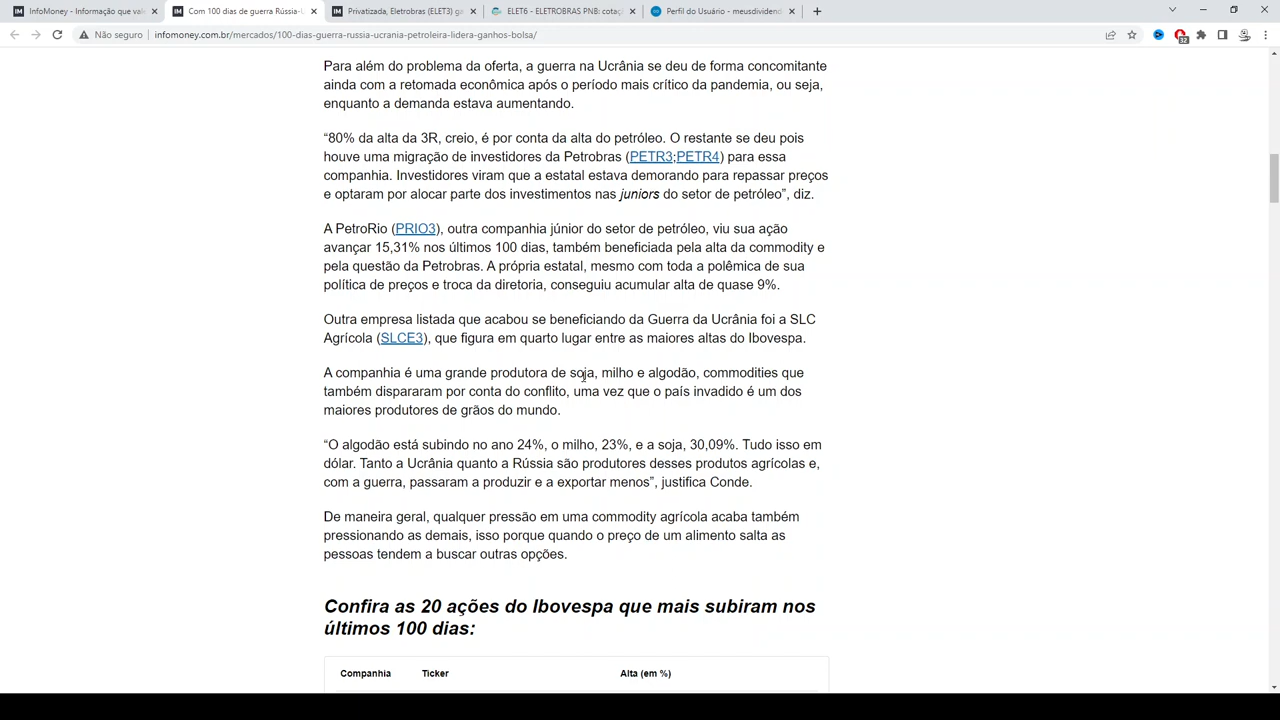 InfoMoney - Informação que val
Com 100 dias de guerra Rússia-U
Privatizada, Eletrobras (ELET3) ga
ELET6 - ELETROBRAS PNB: cotaç
Perfil do Usuário - meusdividend
Não seguro
infomoney.com.br/mercados/100-dias-guerra-russia-ucrania-petroleira-lidera-ganhos-bolsa/
32
Para além do problema da oferta, a guerra na Ucrânia se deu de forma concomitante
ainda com a retomada econômica após o período mais crítico da pandemia, ou seja,
enquanto a demanda estava aumentando.
“80% da alta da 3R, creio, é por conta da alta do petróleo. O restante se deu pois
houve uma migração de investidores da Petrobras (PETR3;PETR4) para essa
companhia. Investidores viram que a estatal estava demorando para repassar preços
e optaram por alocar parte dos investimentos nas juniors do setor de petróleo”, diz.
A PetroRio (PRIO3), outra companhia júnior do setor de petróleo, viu sua ação
avançar 15,31% nos últimos 100 dias, também beneficiada pela alta da commodity e
pela questão da Petrobras. A própria estatal, mesmo com toda a polêmica de sua
política de preços e troca da diretoria, conseguiu acumular alta de quase 9%.
Outra empresa listada que acabou se beneficiando da Guerra da Ucrânia foi a SLC
Agrícola (SLCE3), que figura em quarto lugar entre as maiores altas do Ibovespa.
A companhia é uma grande produtora de soja, milho e algodão, commodities que
também dispararam por conta do conflito, uma vez que o país invadido é um dos
maiores produtores de grãos do mundo.
“O algodão está subindo no ano 24%, o milho, 23%, e a soja, 30,09%. Tudo isso em
dólar. Tanto a Ucrânia quanto a Rússia são produtores desses produtos agrícolas e,
com a guerra, passaram a produzir e a exportar menos”, justifica Conde.
De maneira geral, qualquer pressão em uma commodity agrícola acaba também
pressionando as demais, isso porque quando o preço de um alimento salta as
pessoas tendem a buscar outras opções.
Confira as 20 ações do Ibovespa que mais subiram nos
últimos 100 dias:
Companhia Ticker Alta (em %)